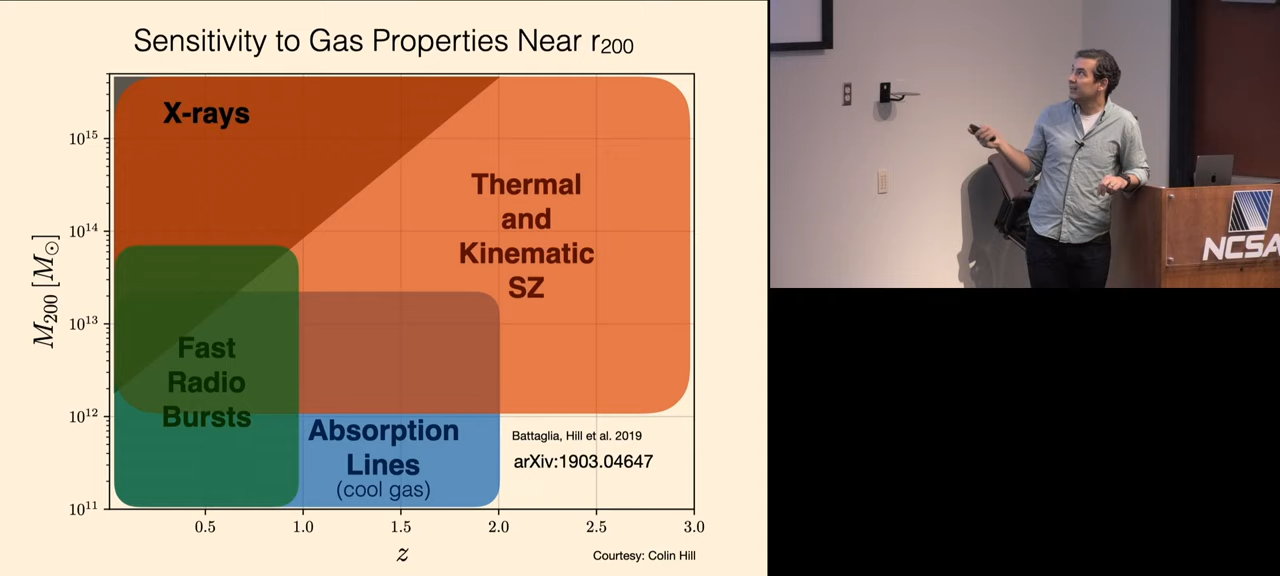 Sensitivity to Gas Properties Near r200
X-rays
Thermal
and
Kinematic
SZ
Fast
Radio
Bursts
Absorption
Lines
(cool gas)
Battaglia, Hill et al. 2019
arXiv:1903.04647
M200 [M⊙]
10^15
10^14
10^13
10^12
10^11
0.5 1.0 1.5 2.0 2.5 3.0
z
Courtesy: Colin Hill
NCSA